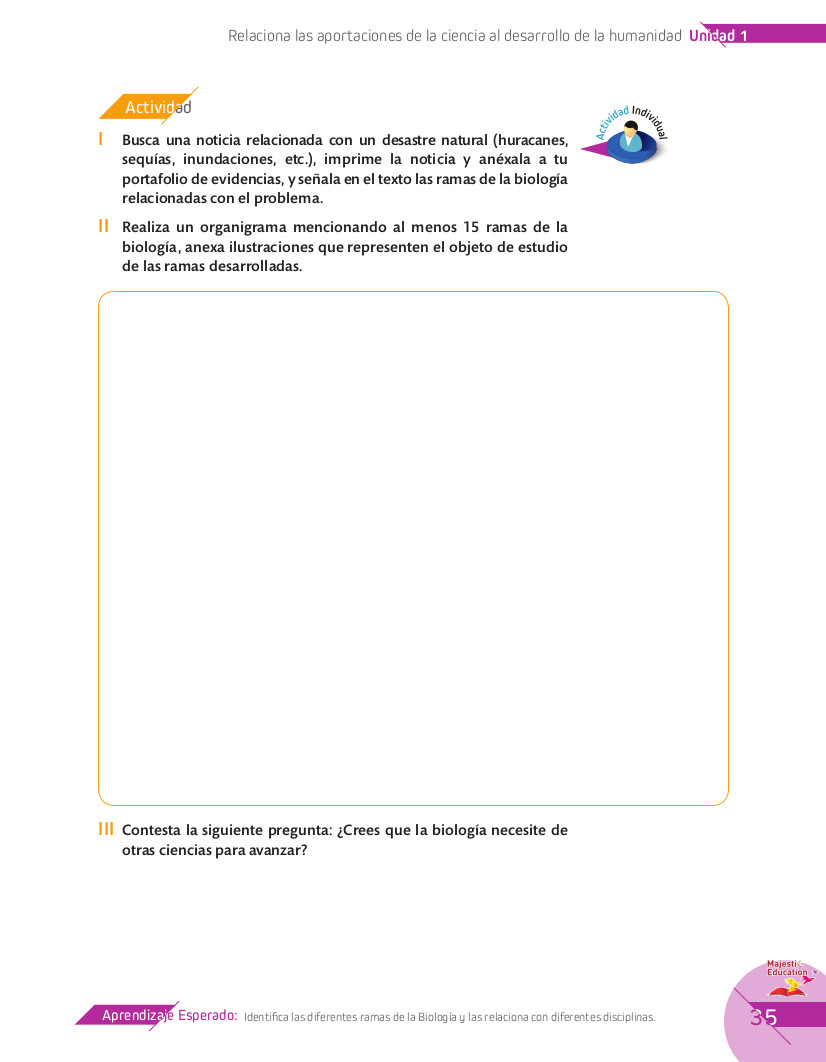 Relaciona las aportaciones de la ciencia al desarrollo de la humanidad Unidad 1
Actividad
Actividad Individual
I Busca una noticia relacionada con un desastre natural (huracanes,
sequías, inundaciones, etc.), imprime la noticia y anéxala a tu
portafolio de evidencias, y señala en el texto las ramas de la biología
relacionadas con el problema.
II Realiza un organigrama mencionando al menos 15 ramas de la
biología, anexa ilustraciones que representen el objeto de estudio
de las ramas desarrolladas.
III Contesta la siguiente pregunta: ¿Crees que la biología necesite de
otras ciencias para avanzar?
Majestic
Education
Aprendizaje Esperado: Identifica las diferentes ramas de la Biología y las relaciona con diferentes disciplinas.
35